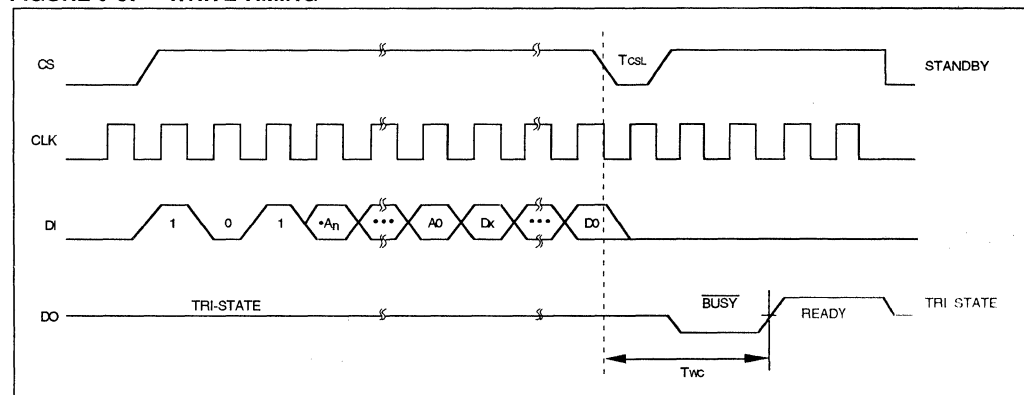 CS TCSL STANDBY
CLK
DI 1 0 1 •An ••• A0 Dx ••• D0
DO TRI-STATE BUSY READY TRI STATE
TWC